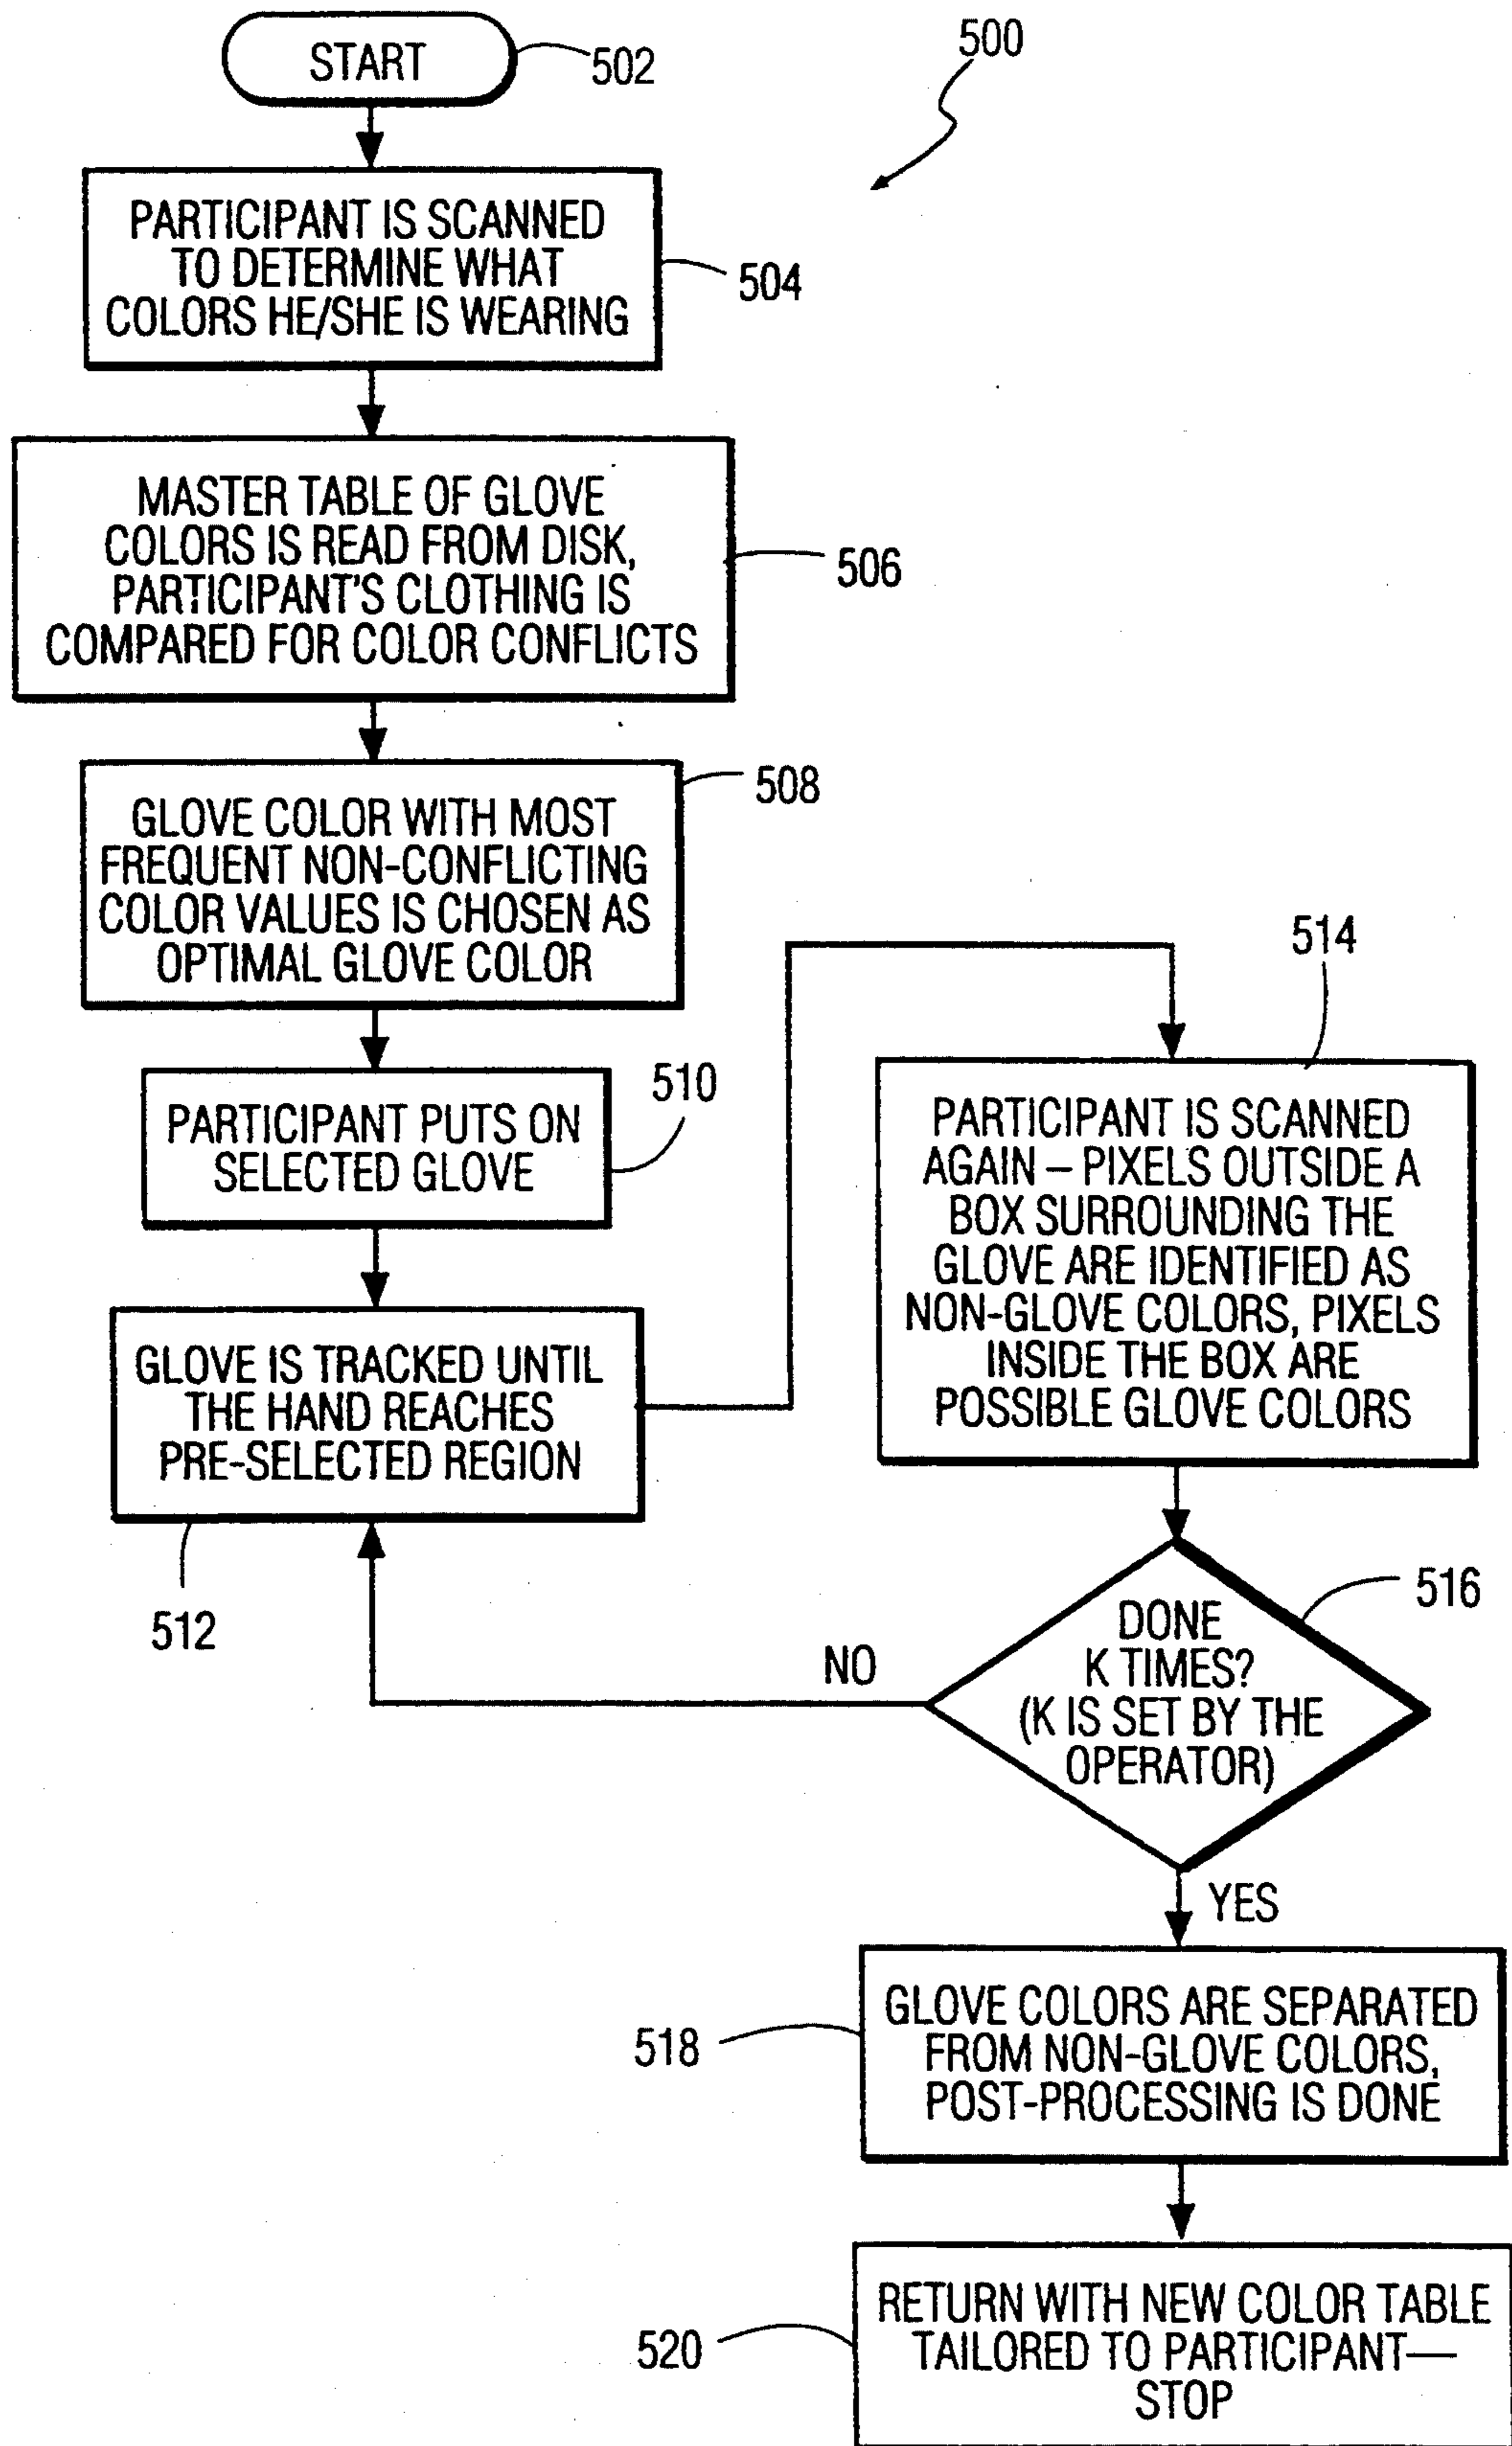 START
502
500
PARTICIPANT IS SCANNED
TO DETERMINE WHAT
COLORS HE/SHE IS WEARING
504
MASTER TABLE OF GLOVE
COLORS IS READ FROM DISK,
PARTICIPANT'S CLOTHING IS
COMPARED FOR COLOR CONFLICTS
506
GLOVE COLOR WITH MOST
FREQUENT NON-CONFLICTING
COLOR VALUES IS CHOSEN AS
OPTIMAL GLOVE COLOR
508
PARTICIPANT PUTS ON
SELECTED GLOVE
510
GLOVE IS TRACKED UNTIL
THE HAND REACHES
PRE-SELECTED REGION
512
514
PARTICIPANT IS SCANNED
AGAIN – PIXELS OUTSIDE A
BOX SURROUNDING THE
GLOVE ARE IDENTIFIED AS
NON-GLOVE COLORS, PIXELS
INSIDE THE BOX ARE
POSSIBLE GLOVE COLORS
DONE
K TIMES?
(K IS SET BY THE
OPERATOR)
516
NO
YES
GLOVE COLORS ARE SEPARATED
FROM NON-GLOVE COLORS,
POST-PROCESSING IS DONE
518
RETURN WITH NEW COLOR TABLE
TAILORED TO PARTICIPANT—
STOP
520